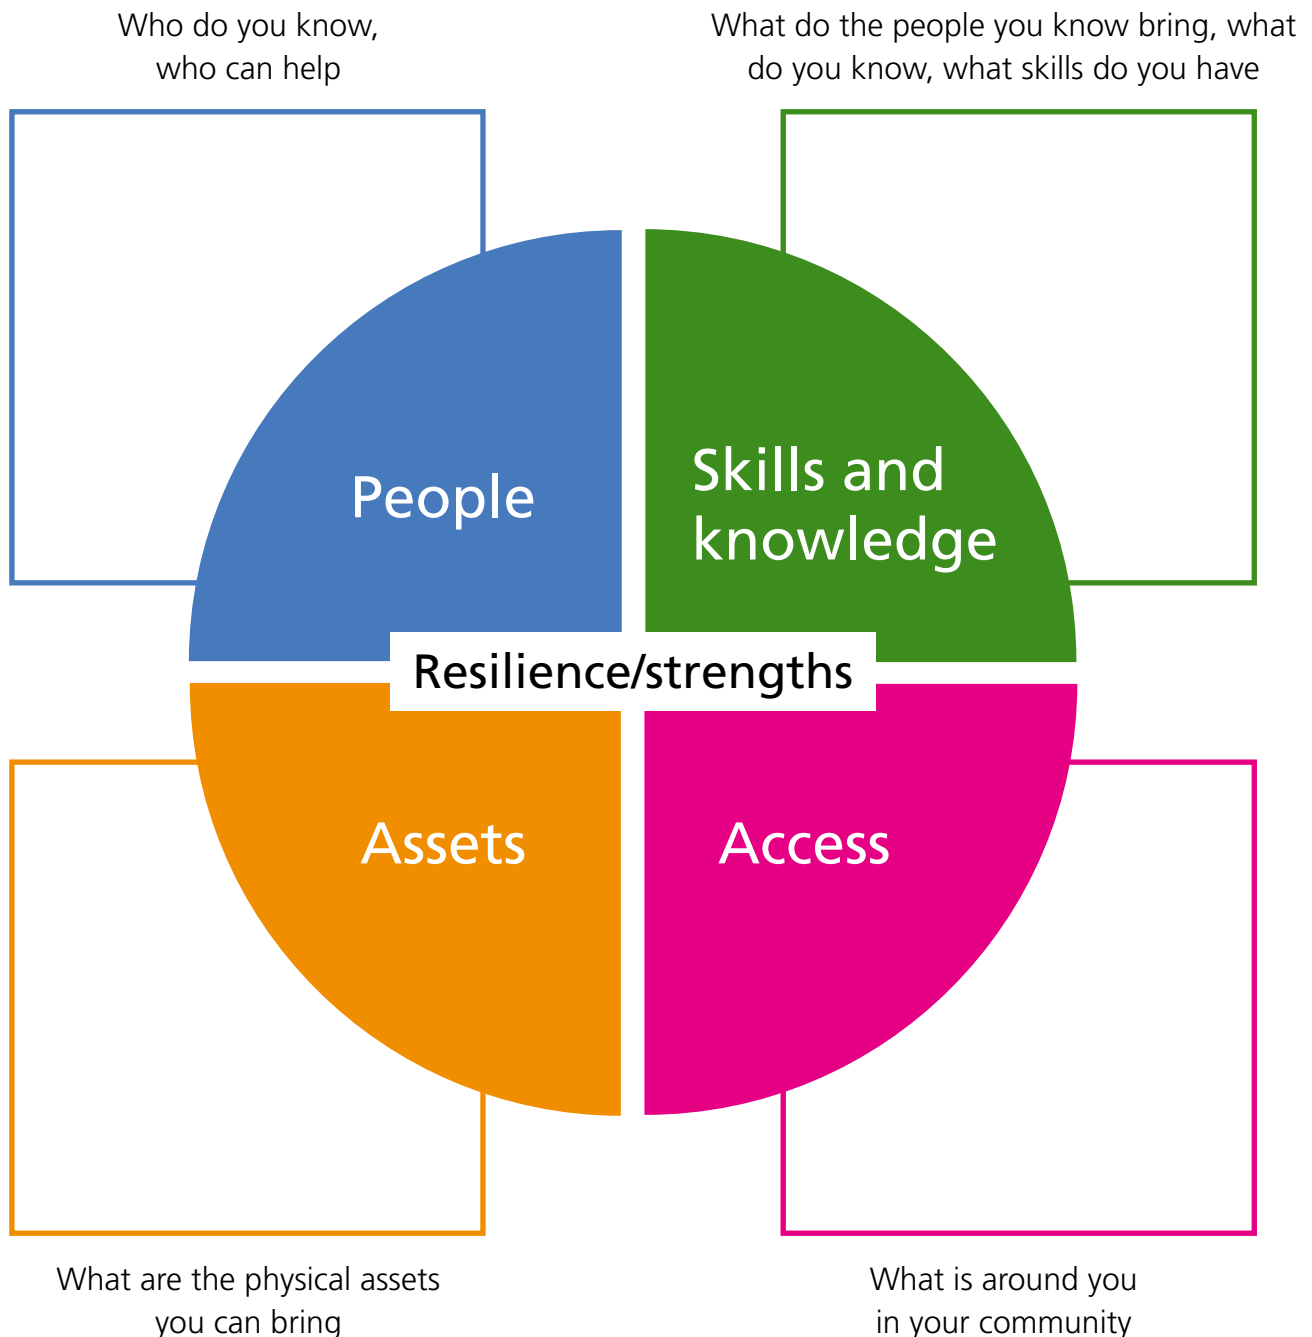 Who do you know,
who can help
What do the people you know bring, what
do you know, what skills do you have
People
Skills and
knowledge
Resilience/strengths
Assets
Access
What are the physical assets
you can bring
What is around you
in your community